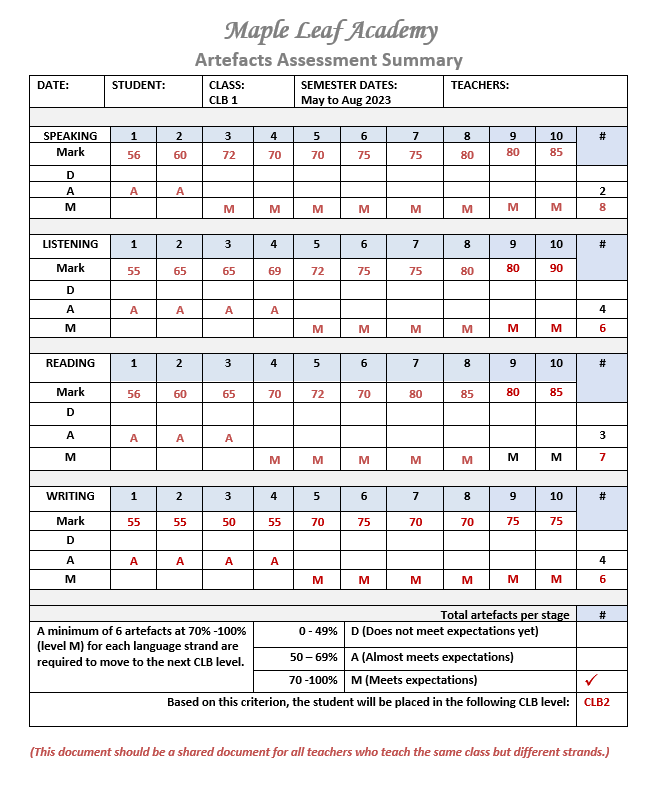 Maple Leaf Academy
Artefacts Assessment Summary
DATE: STUDENT: CLASS: SEMESTER DATES: TEACHERS:
CLB 1 May to Aug 2023
SPEAKING 1 2 3 4 5 6 7 8 9 10 #
Mark 56 60 72 70 70 75 75 80 80 85
D
A A A 2
M M M M M M M M M 8
LISTENING 1 2 3 4 5 6 7 8 9 10 #
Mark 55 65 65 69 72 75 75 80 80 90
D
A A A A A 4
M M M M M M M 6
READING 1 2 3 4 5 6 7 8 9 10 #
Mark 56 60 65 70 72 70 80 85 80 85
D
A A A A 3
M M M M M M M M 7
WRITING 1 2 3 4 5 6 7 8 9 10 #
Mark 55 55 50 55 70 75 70 70 75 75
D
A A A A A 4
M M M M M M M 6
Total artefacts per stage #
A minimum of 6 artefacts at 70% -100%
(level M) for each language strand are
required to move to the next CLB level.
0 - 49% D (Does not meet expectations yet)
50 – 69% A (Almost meets expectations)
70 -100% M (Meets expectations) ✓
Based on this criterion, the student will be placed in the following CLB level: CLB2
(This document should be a shared document for all teachers who teach the same class but different strands.)